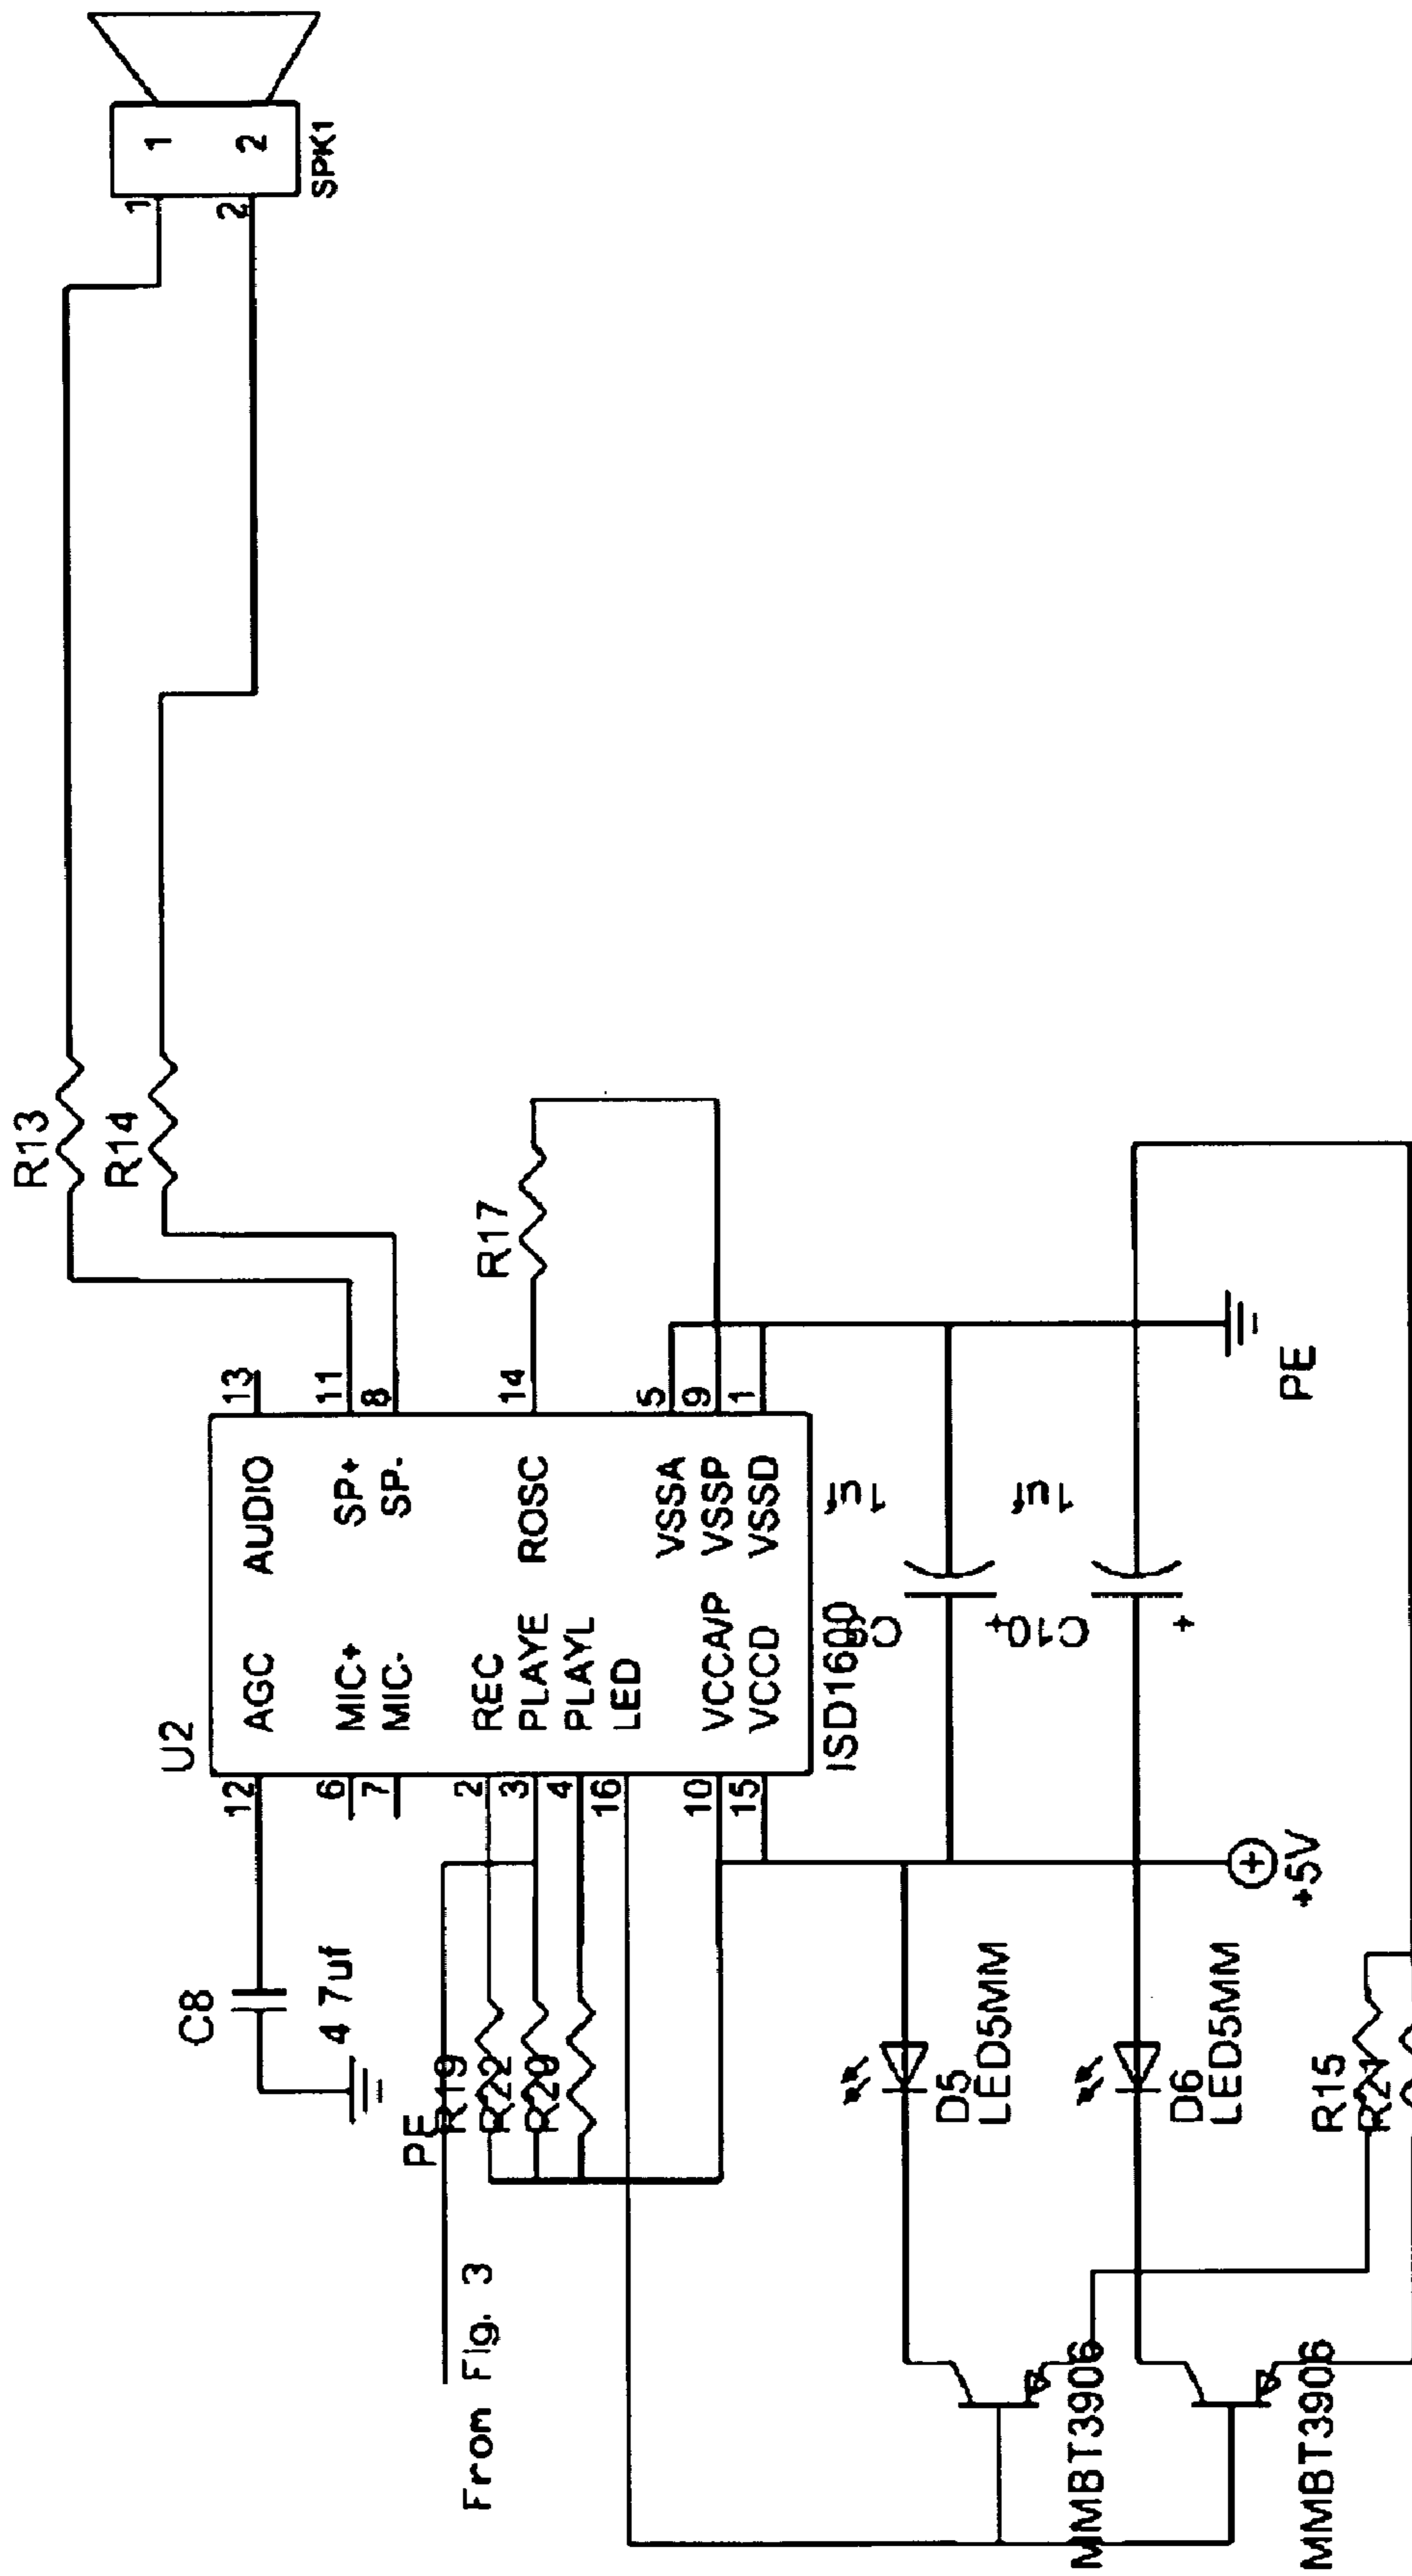 1
2
1
2
SPK1
R13
R14
R17
13
11
8
14
5
9
1
AUDIO
SP+
SP-
ROSC
VSSA
VSSP
VSSD
U2
AGC
MIC+
MIC-
REC
PLAYE
PLAYL
LED
VCCA/P
VCCD
ISD1600
12
6
7
2
3
4
16
10
15
C8
4 7uf
PE
R19
R22
R20
From Fig. 3
1uf
1uf
C10
+
+
PE
+5V
D5
LED5MM
D6
LED5MM
R15
R21
MMBT3906
MMBT3906